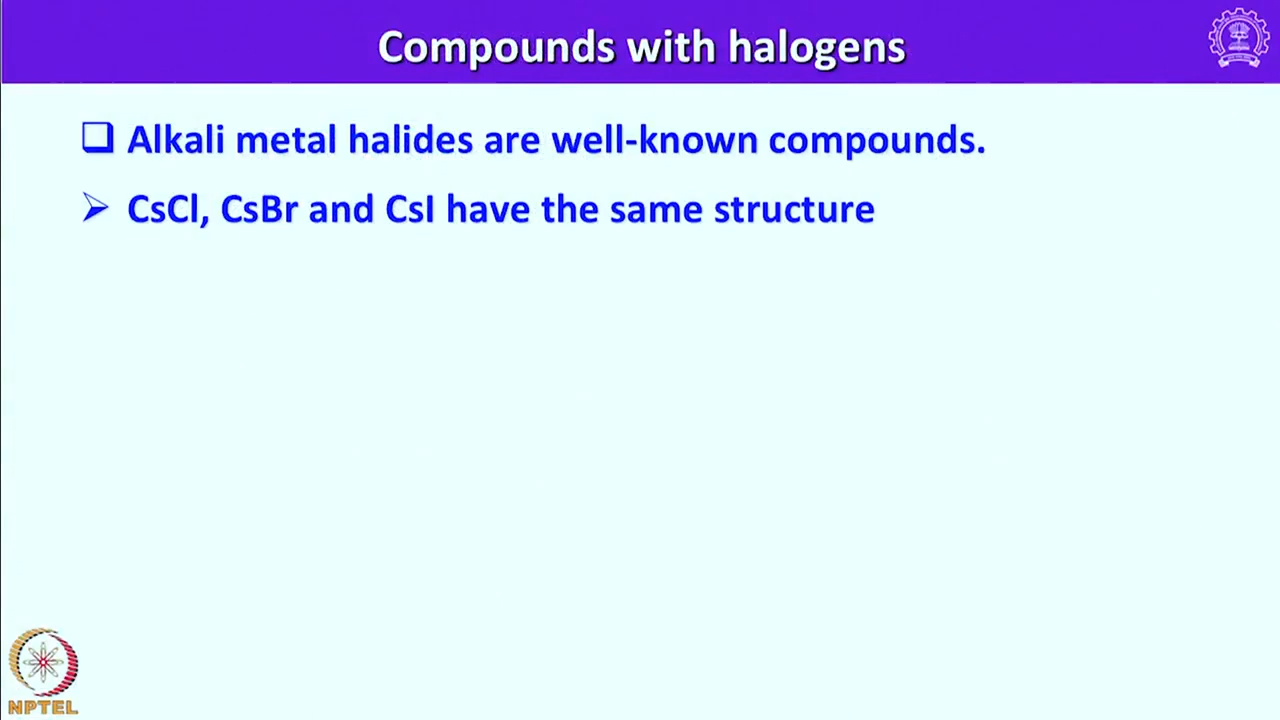 Compounds with halogens
Alkali metal halides are well-known compounds.
CsCl, CsBr and CsI have the same structure
NPTEL